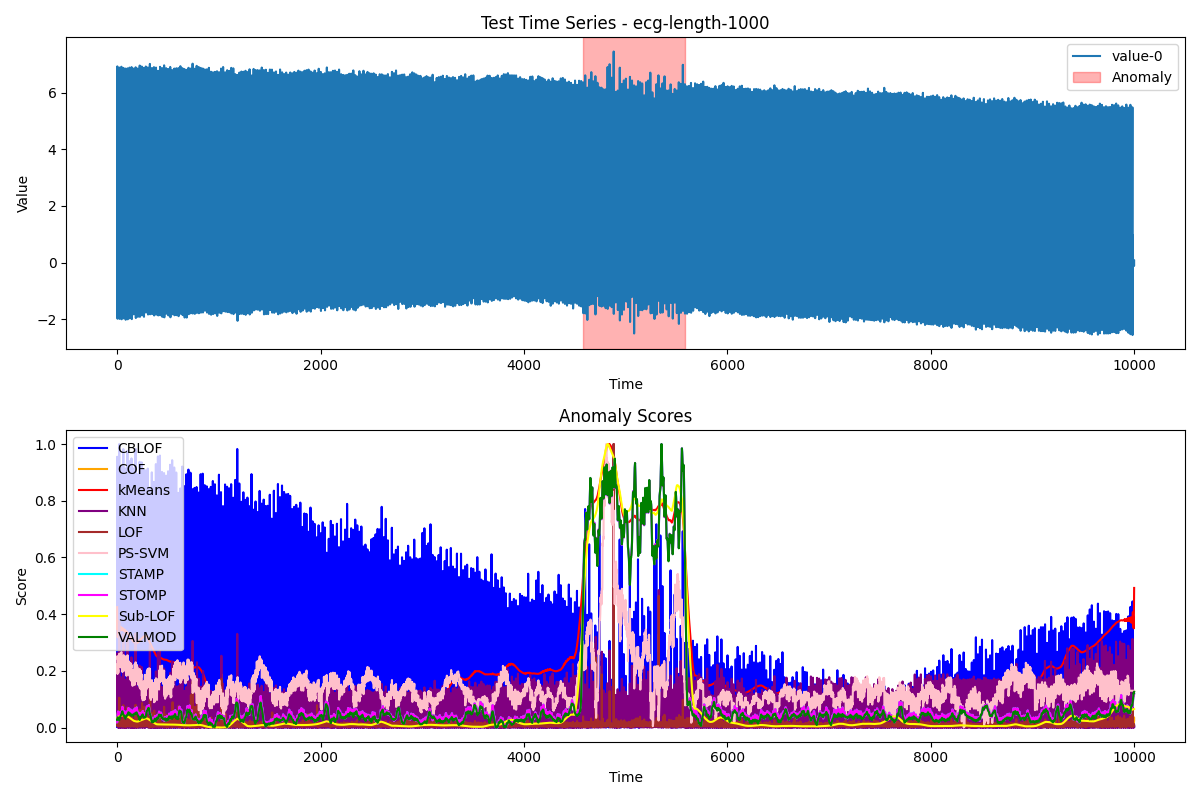 Test Time Series - ecg-length-1000
value-0
Anomaly
6
4
2
0
−2
Value
0
2000
4000
6000
8000
10000
Time
Anomaly Scores
CBLOF
COF
kMeans
KNN
LOF
PS-SVM
STAMP
STOMP
Sub-LOF
VALMOD
1.0
0.8
0.6
0.4
0.2
0.0
Score
0
2000
4000
6000
8000
10000
Time